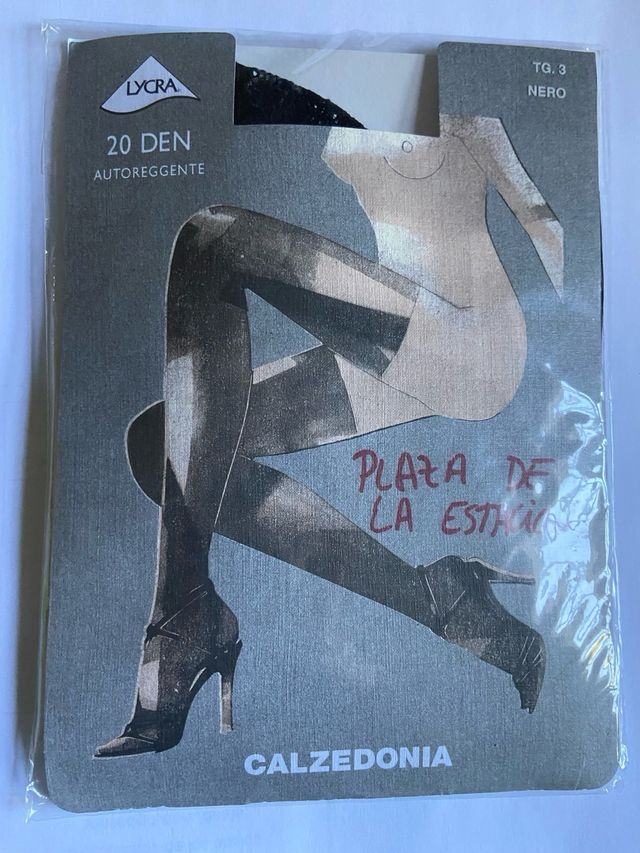 LYCRA
20 DEN
AUTOREGGENTE
TG. 3
NERO
PLAZA DE
LA
CALZEDONIA